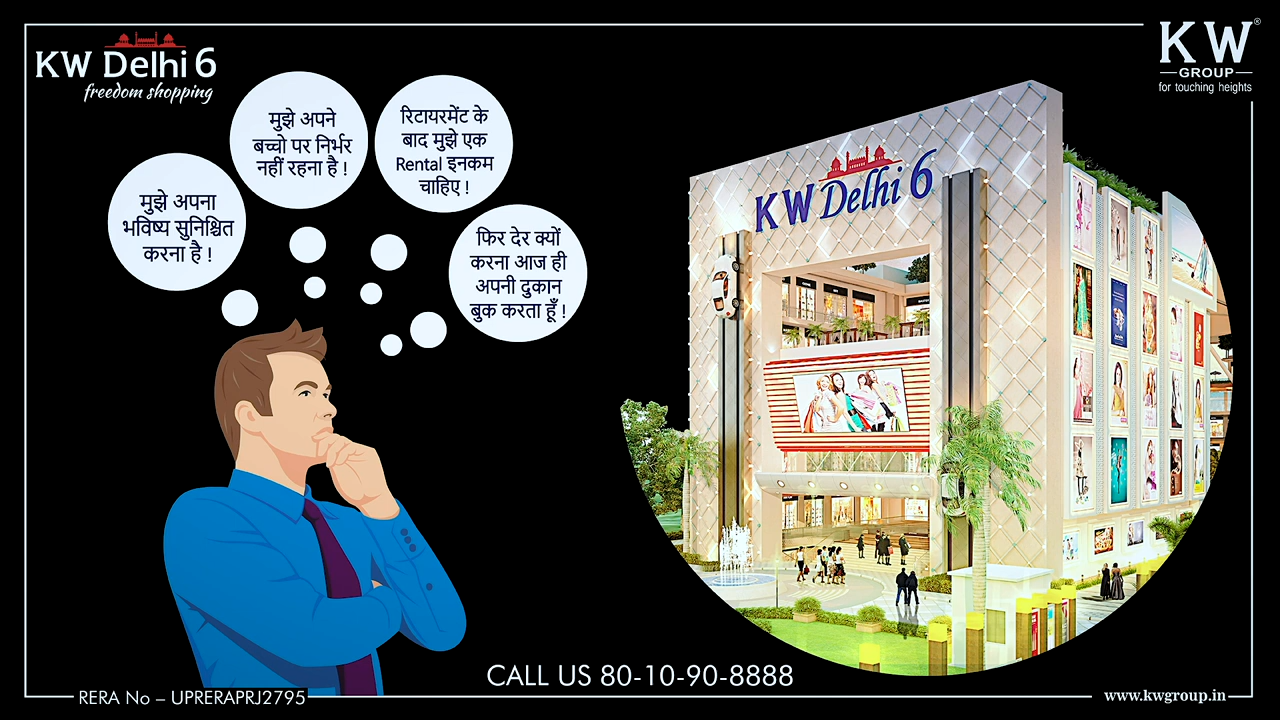 KW Delhi 6
freedom shopping
KW®
GROUP
for touching heights
मुझे अपना
भविष्य सुनिश्चित
करना है !
मुझे अपने
बच्चो पर निर्भर
नहीं रहना है !
रिटायरमेंट के
बाद मुझे एक
Rental इनकम
चाहिए !
फिर देर क्यों
करना आज ही
अपनी दुकान
बुक करता हूँ !
KW Delhi 6
CALL US 80-10-90-8888
RERA No – UPRERAPRJ2795
www.kwgroup.in